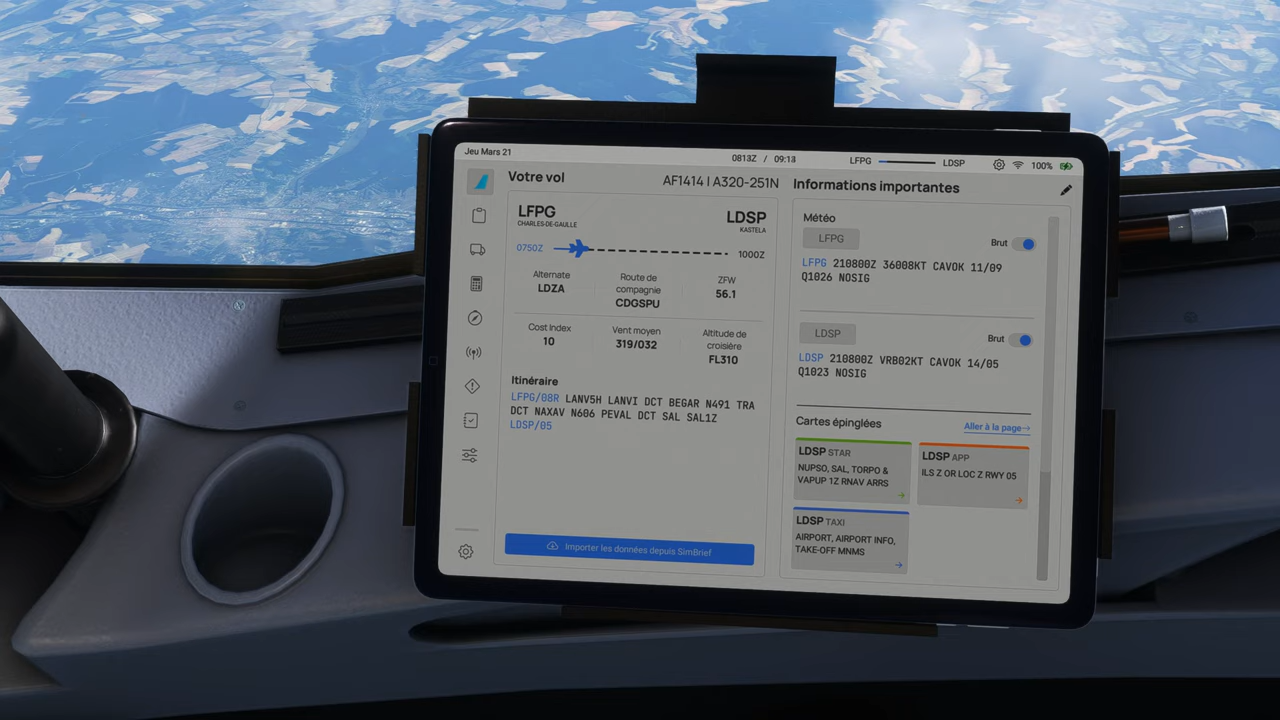 Jeu Mars 21
0813Z / 09:13
LFPG LDSP
100%
Votre vol
AF1414 | A320-251N
LFPG
CHARLES-DE-GAULLE
LDSP
KASTELA
0750Z
1000Z
Alternate
LDZA
Route de
compagnie
CDGSPU
ZFW
56.1
Cost Index
10
Vent moyen
319/032
Altitude de
croisière
FL310
Itinéraire
LFPG/08R LANV5H LANVI DCT BEGAR N491 TRA
DCT NAXAV N606 PEVAL DCT SAL SAL1Z
LDSP/05
Importer les données depuis SimBrief
Informations importantes
Météo
LFPG
Brut
LFPG 210800Z 36008KT CAVOK 11/09
Q1026 NOSIG
LDSP
Brut
LDSP 210800Z VRB02KT CAVOK 14/05
Q1023 NOSIG
Cartes épinglées
Aller à la page→
LDSP STAR
NUPSO, SAL, TORPO &
VAPUP 1Z RNAV ARRS
LDSP APP
ILS Z OR LOC Z RWY 05
LDSP TAXI
AIRPORT, AIRPORT INFO,
TAKE-OFF MNMS